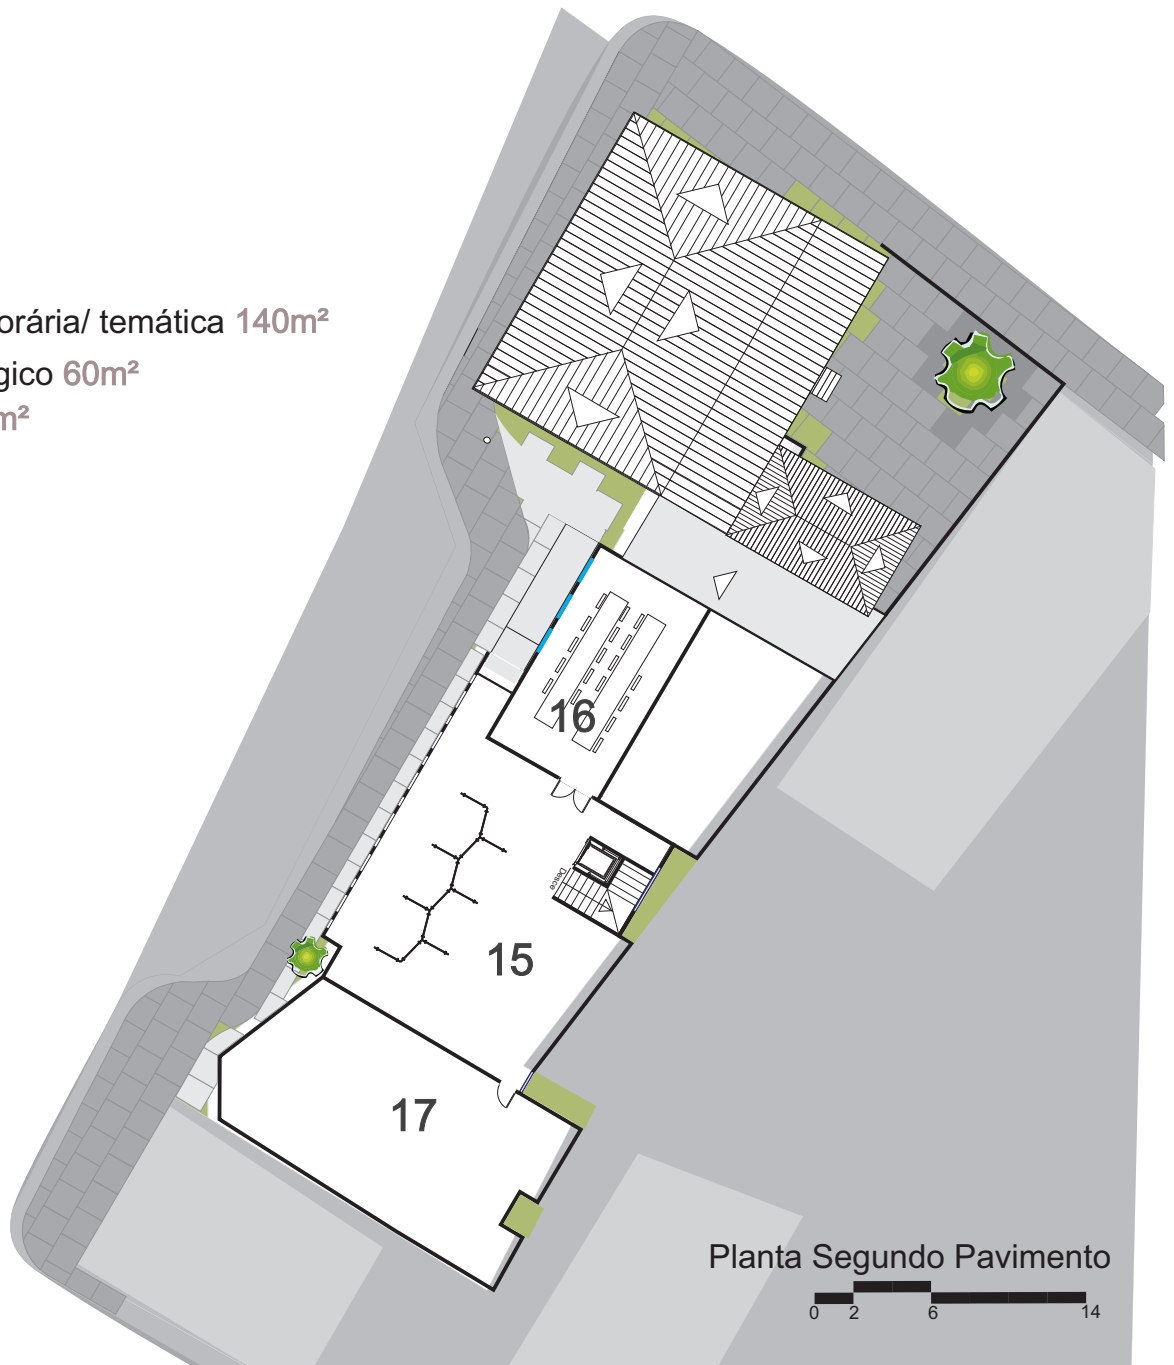 orária/ temática 140m²
gico 60m²
m²
16
Desce
15
17
Planta Segundo Pavimento
0 2 6 14